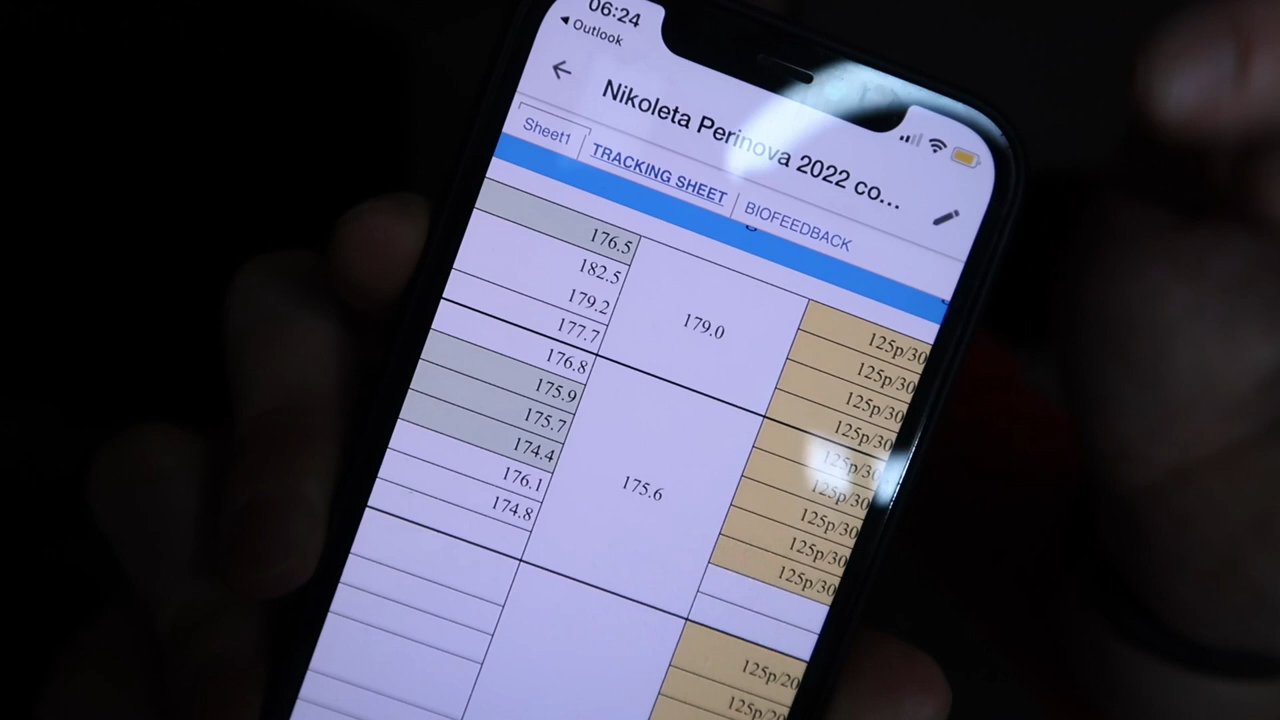 06:24
Outlook
Nikoleta Perinova 2022 co...
Sheet1 TRACKING SHEET BIOFEEDBACK
176.5
182.5
179.2
177.7
179.0
125p/30
125p/30
125p/30
125p/30
176.8
175.9
175.7
174.4
176.1
174.8
175.6
125p/30
125p/30
125p/30
125p/30
125p/30
125p/20
125p/20